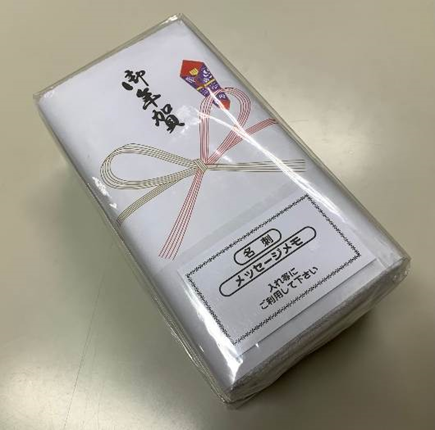 御年賀
名刺
メッセージメモ
入れ等に
ご利用して下さい